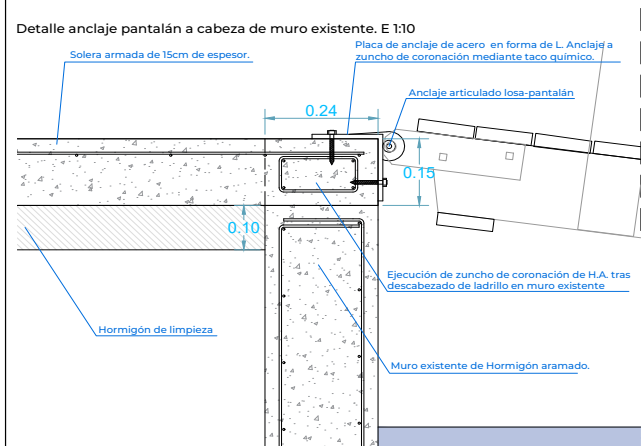 Detalle anclaje pantalán a cabeza de muro existente. E 1:10
Solera armada de 15cm de espesor.
Placa de anclaje de acero en forma de L. Anclaje a
zuncho de coronación mediante taco químico.
Anclaje articulado losa-pantalán
0.24
0.15
0.10
Ejecución de zuncho de coronación de H.A. tras
descabezado de ladrillo en muro existente
Hormigón de limpieza
Muro existente de Hormigón aramado.